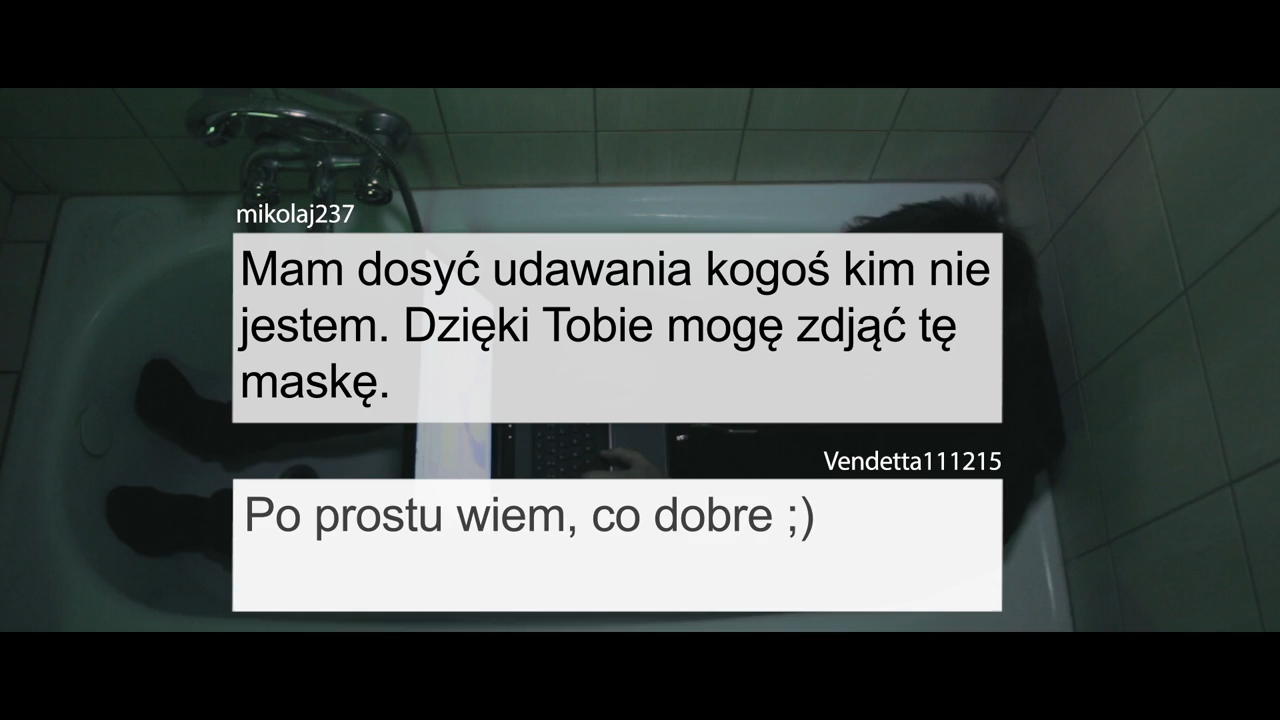 mikolaj237
Mam dosyć udawania kogoś kim nie
jestem. Dzięki Tobie mogę zdjąć tę
maskę.
Vendetta111215
Po prostu wiem, co dobre ;)